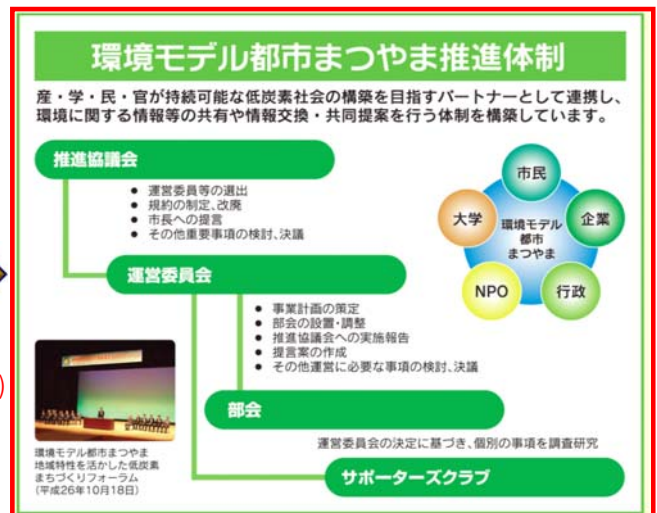 環境モデル都市まつやま推進体制
産・学・民・官が持続可能な低炭素社会の構築を目指すパートナーとして連携し、
環境に関する情報等の共有や情報交換・共同提案を行う体制を構築しています。
推進協議会
● 運営委員等の選出
● 規約の制定、改廃
● 市長への提言
● その他重要事項の検討、決議
市民
大学
企業
環境モデル
都市
まつやま
NPO
行政
運営委員会
● 事業計画の策定
● 部会の設置・調整
● 推進協議会への実施報告
● 提言案の作成
● その他運営に必要な事項の検討、決議
部会
運営委員会の決定に基づき、個別の事項を調査研究
サポーターズクラブ
環境モデル都市まつやま
地域特性を活かした低炭素
まちづくりフォーラム
(平成26年10月18日)